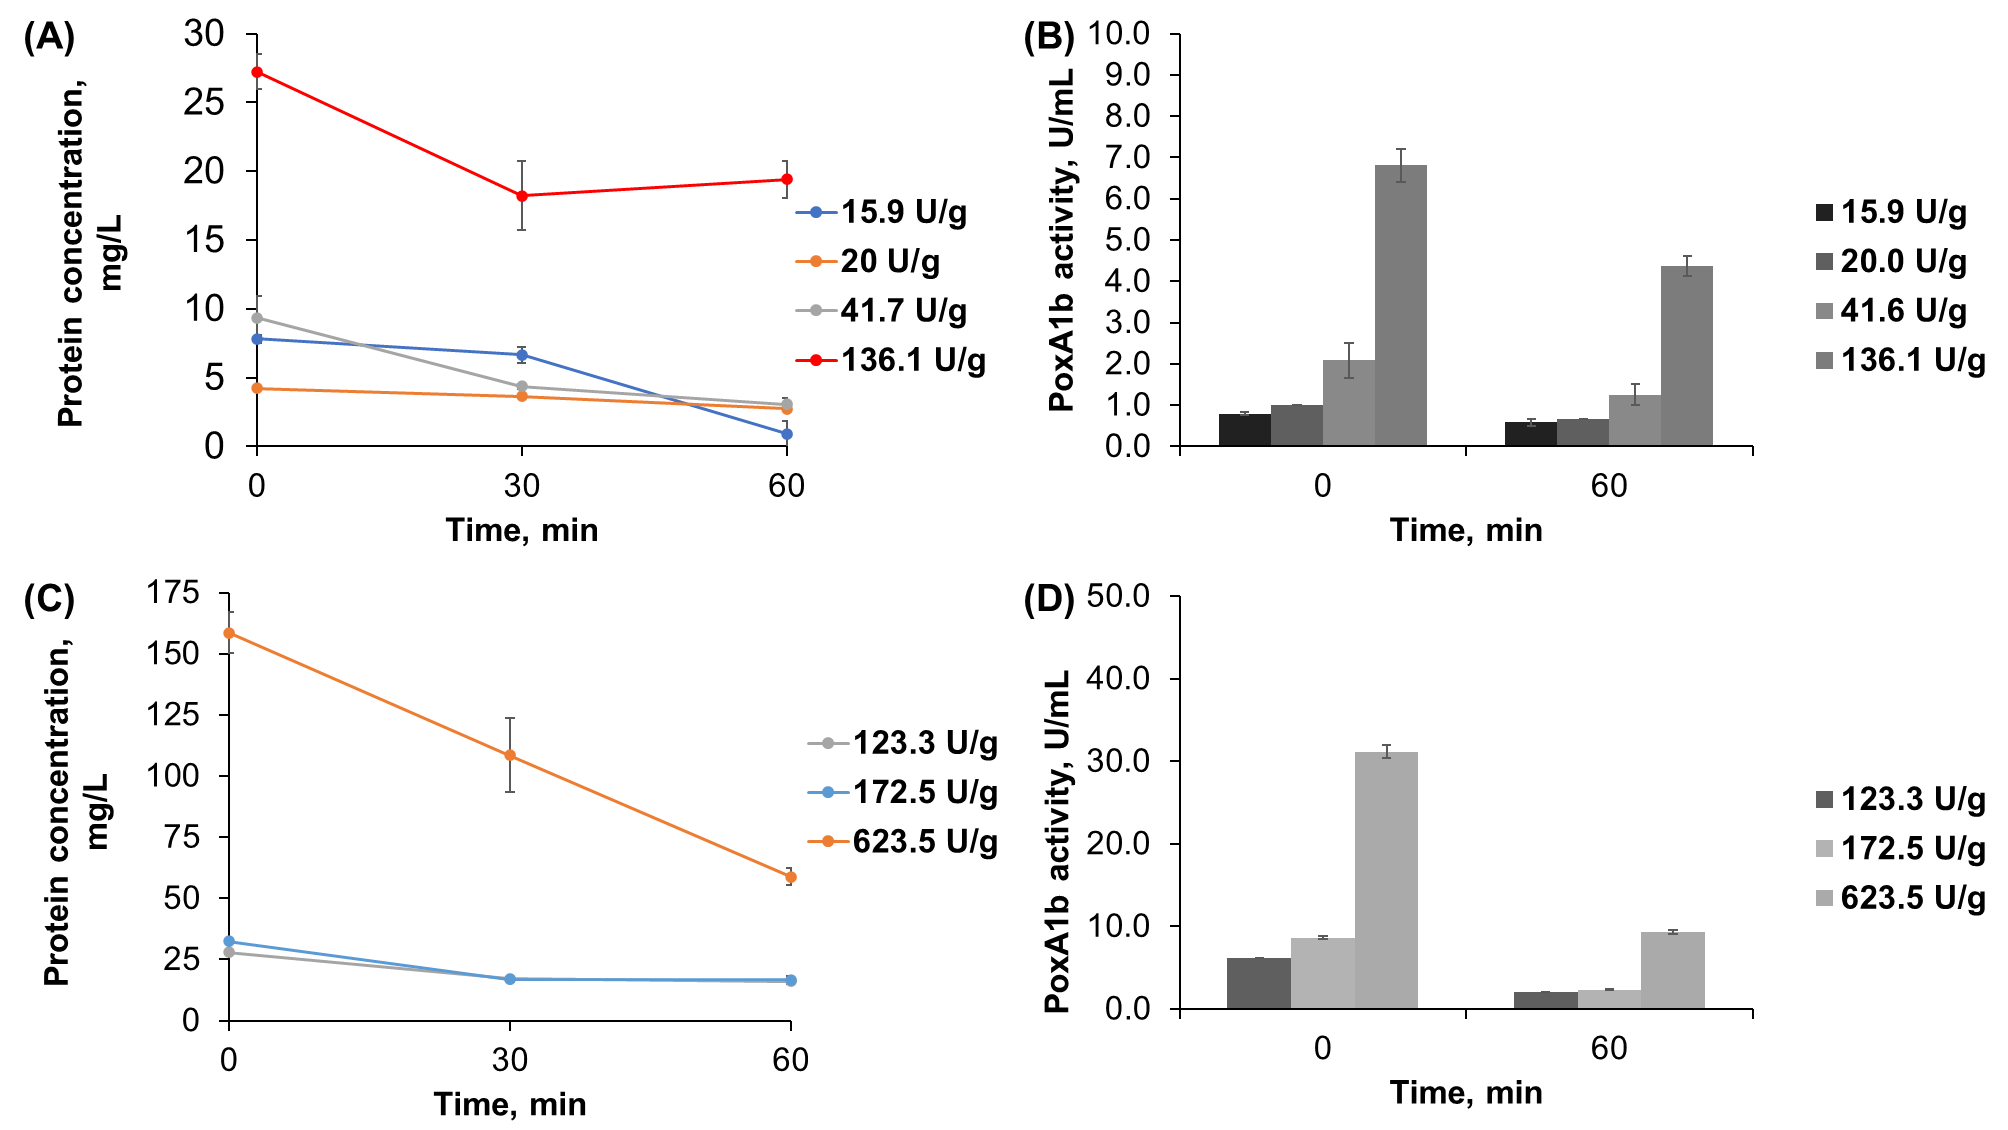 (A)
Protein concentration,
mg/L
30
25
20
15
10
5
0
0
30
60
Time, min
15.9 U/g
20 U/g
41.7 U/g
136.1 U/g
(B)
PoxA1b activity, U/mL
10.0
9.0
8.0
7.0
6.0
5.0
4.0
3.0
2.0
1.0
0.0
0
60
Time, min
15.9 U/g
20.0 U/g
41.6 U/g
136.1 U/g
(C)
Protein concentration,
mg/L
175
150
125
100
75
50
25
0
0
30
60
Time, min
123.3 U/g
172.5 U/g
623.5 U/g
(D)
PoxA1b activity, U/mL
50.0
40.0
30.0
20.0
10.0
0.0
0
60
Time, min
123.3 U/g
172.5 U/g
623.5 U/g